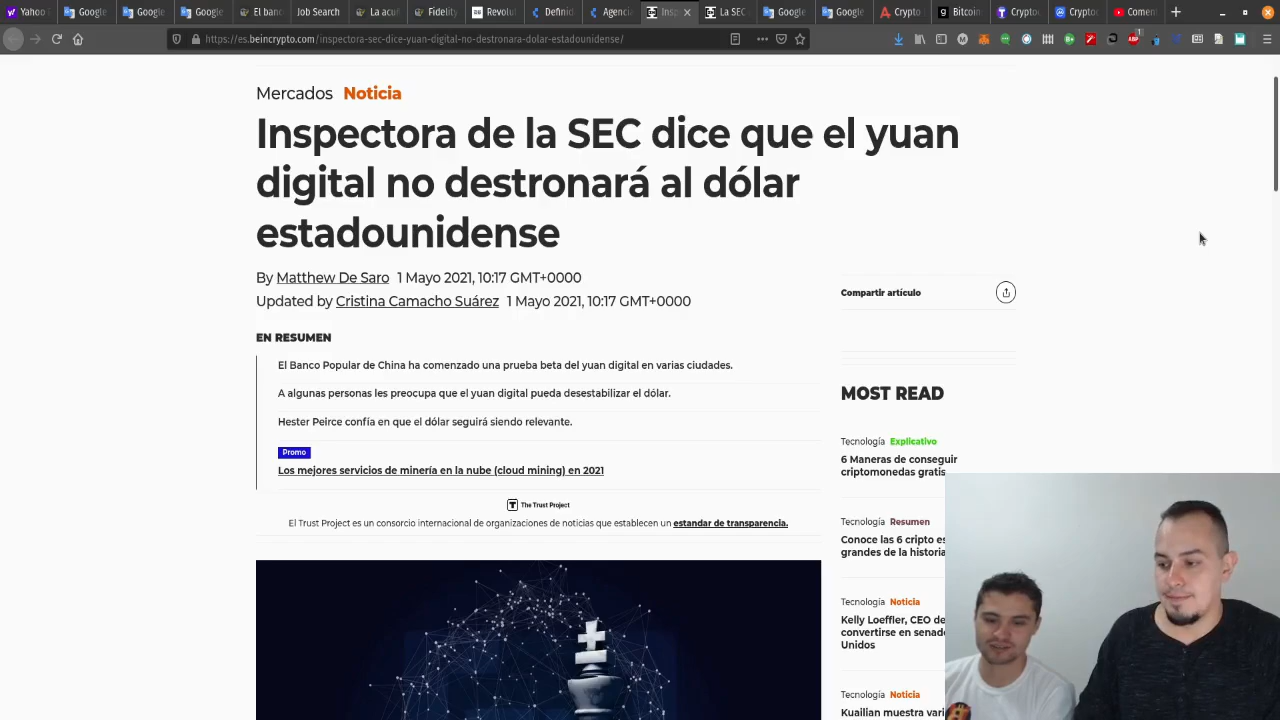 Yahoo
Google
Google
Google
El ban
Job Search
La acu
Fidelity
Revolut
Definid
Agencia
Insp
La SEC
Google
Google
Crypto
Bitcoin
Crypto
Cryptoc
Coment
https://es.beincrypto.com/inspectora-sec-dice-yuan-digital-no-destronara-dolar-estadounidense/
Mercados Noticia
Inspectora de la SEC dice que el yuan
digital no destronará al dólar
estadounidense
By Matthew De Saro 1 Mayo 2021, 10:17 GMT+0000
Updated by Cristina Camacho Suárez 1 Mayo 2021, 10:17 GMT+0000
Compartir artículo
EN RESUMEN
El Banco Popular de China ha comenzado una prueba beta del yuan digital en varias ciudades.
A algunas personas les preocupa que el yuan digital pueda desestabilizar el dólar.
Hester Peirce confía en que el dólar seguirá siendo relevante.
Promo
Los mejores servicios de minería en la nube (cloud mining) en 2021
The Trust Project
El Trust Project es un consorcio internacional de organizaciones de noticias que establecen un estandar de transparencia.
MOST READ
Tecnología Explicativo
6 Maneras de conseguir
criptomonedas gratis
Tecnología Resumen
Conoce las 6 cripto es
grandes de la historia
Tecnología Noticia
Kelly Loeffler, CEO de
convertirse en senado
Unidos
Tecnología Noticia
Kuailian muestra vari